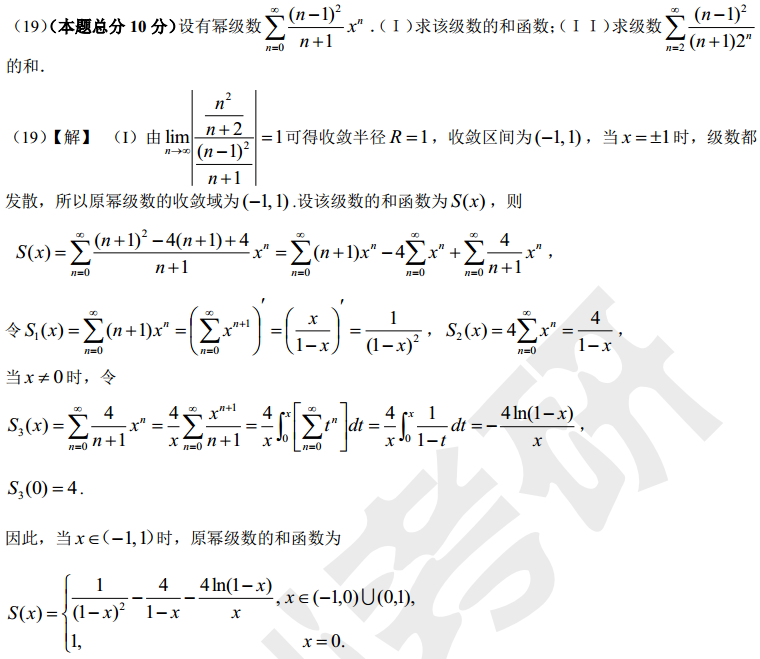 （19）（本题总分 10 分）设有幂级数 $\sum_{n=0}^{\infty}\frac{(n-1)^2}{n+1}x^n$ .（Ⅰ）求该级数的和函数;（ＩＩ）求级数 $\sum_{n=2}^{\infty}\frac{(n-1)^2}{(n+1)2^n}$
的和.
（19）【解】 （I）由 $\lim_{n\to\infty}\left|\frac{\frac{n^2}{n+2}}{\frac{(n-1)^2}{n+1}}\right|=1$ 可得收敛半径 $R=1$，收敛区间为 $(-1,1)$，当 $x=\pm1$ 时，级数都
发散，所以原幂级数的收敛域为 $(-1,1)$.设该级数的和函数为 $S(x)$，则
$S(x)=\sum_{n=0}^{\infty}\frac{(n+1)^2-4(n+1)+4}{n+1}x^n=\sum_{n=0}^{\infty}(n+1)x^n-4\sum_{n=0}^{\infty}x^n+\sum_{n=0}^{\infty}\frac{4}{n+1}x^n$，
令 $S_1(x)=\sum_{n=0}^{\infty}(n+1)x^n=\left(\sum_{n=0}^{\infty}x^{n+1}\right)'=\left(\frac{x}{1-x}\right)'=\frac{1}{(1-x)^2}$，$S_2(x)=4\sum_{n=0}^{\infty}x^n=\frac{4}{1-x}$，
当 $x\neq0$ 时，令
$S_3(x)=\sum_{n=0}^{\infty}\frac{4}{n+1}x^n=\frac{4}{x}\sum_{n=0}^{\infty}\frac{x^{n+1}}{n+1}=\frac{4}{x}\int_0^x\left[\sum_{n=0}^{\infty}t^n\right]dt=\frac{4}{x}\int_0^x\frac{1}{1-t}dt=-\frac{4\ln(1-x)}{x}$，
$S_3(0)=4$.
因此，当 $x\in(-1,1)$ 时，原幂级数的和函数为
$S(x)=\begin{cases}\frac{1}{(1-x)^2}-\frac{4}{1-x}-\frac{4\ln(1-x)}{x},x\in(-1,0)\bigcup(0,1),\\1,\quad x=0.\end{cases}$
考研